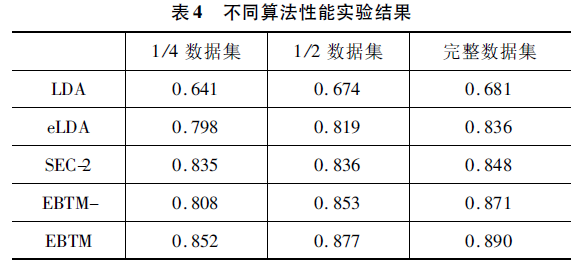 表4 不同算法性能实验结果
1/4 数据集 1/2 数据集 完整数据集
LDA 0.641 0.674 0.681
eLDA 0.798 0.819 0.836
SEC-2 0.835 0.836 0.848
EBTM- 0.808 0.853 0.871
EBTM 0.852 0.877 0.890